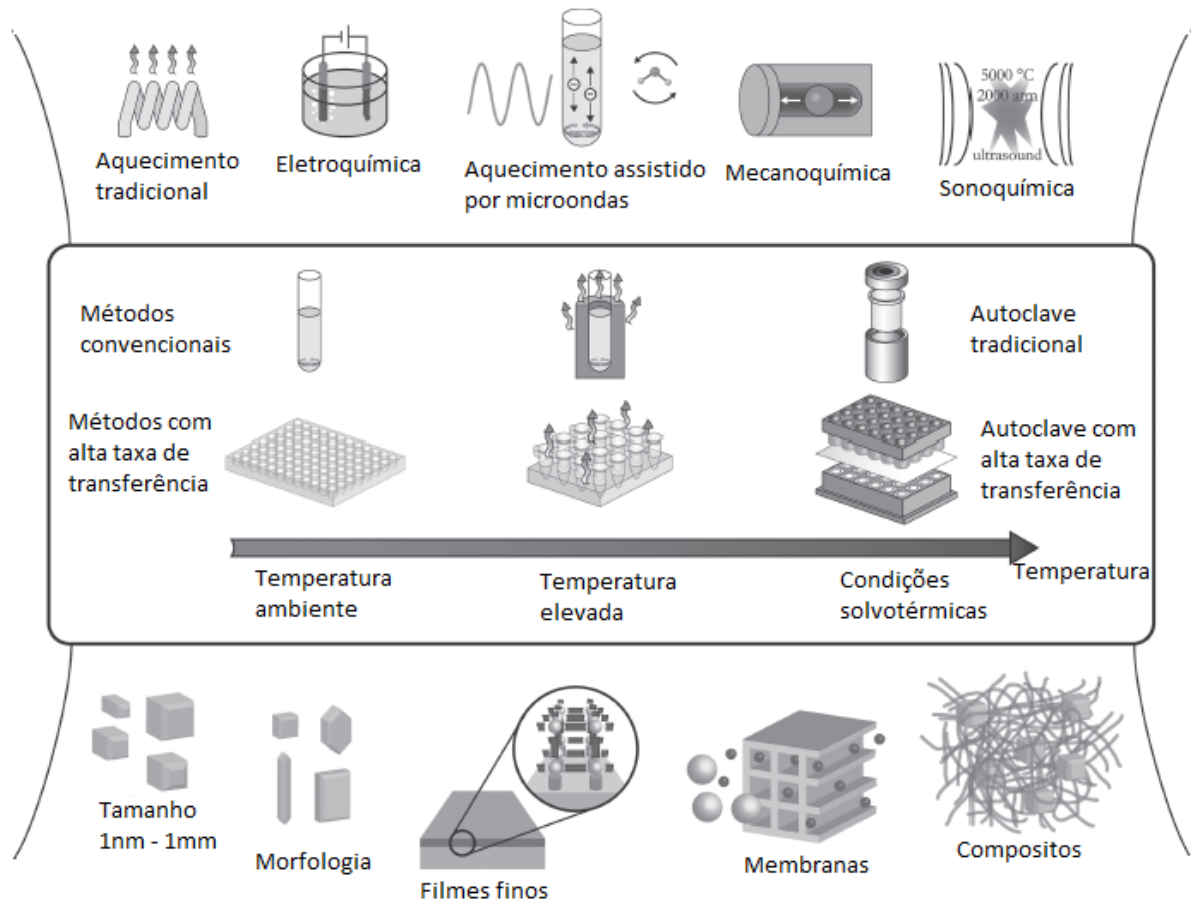 5000 °C
2000 atm
ultrasound
Aquecimento
tradicional
Eletroquímica
Aquecimento assistido
por microondas
Mecanoquímica
Sonoquímica
Métodos
convencionais
Autoclave
tradicional
Métodos com
alta taxa de
transferência
Autoclave com
alta taxa de
transferência
Temperatura
ambiente
Temperatura
elevada
Condições
solvotérmicas
Temperatura
Tamanho
1nm - 1mm
Morfologia
Filmes finos
Membranas
Compositos